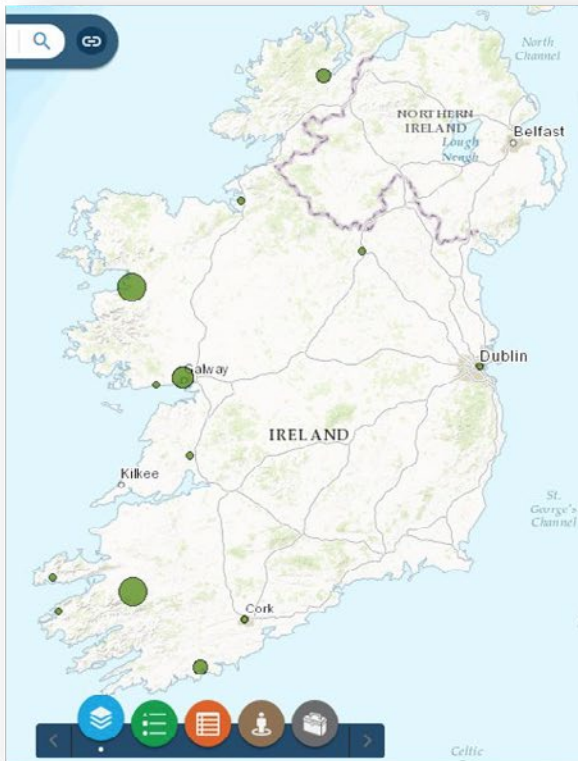 North
Channel
NORTHERN
IRELAND
Belfast
Lough
Neagh
Galway
Dublin
IRELAND
Kilkee
St.
George's
Channel
Cork
Celtic